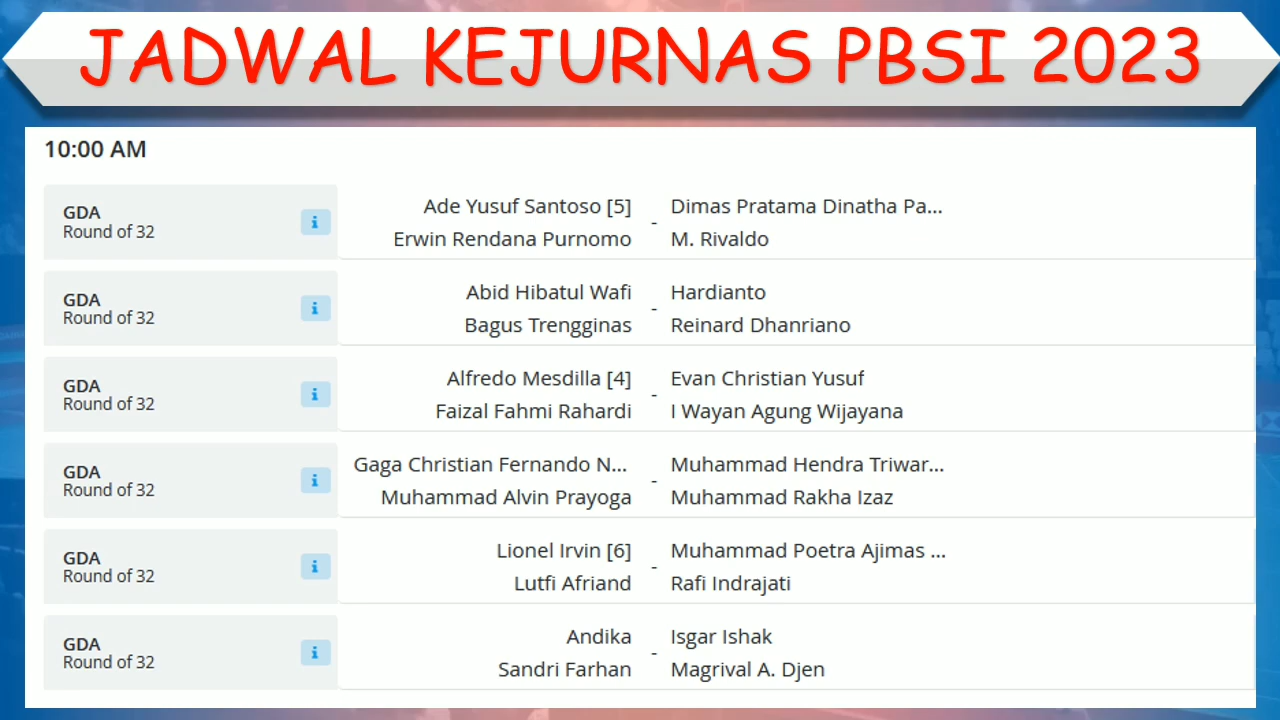 JADWAL KEJURNAS PBSI 2023
10:00 AM
GDA
Round of 32
i
Ade Yusuf Santoso [5]
Erwin Rendana Purnomo
-
Dimas Pratama Dinatha Pa...
M. Rivaldo
GDA
Round of 32
i
Abid Hibatul Wafi
Bagus Trengginas
-
Hardianto
Reinard Dhanriano
GDA
Round of 32
i
Alfredo Mesdilla [4]
Faizal Fahmi Rahardi
-
Evan Christian Yusuf
I Wayan Agung Wijayana
GDA
Round of 32
i
Gaga Christian Fernando N...
Muhammad Alvin Prayoga
-
Muhammad Hendra Triwar...
Muhammad Rakha Izaz
GDA
Round of 32
i
Lionel Irvin [6]
Lutfi Afriand
-
Muhammad Poetra Ajimas ...
Rafi Indrajati
GDA
Round of 32
i
Andika
Sandri Farhan
-
Isgar Ishak
Magrival A. Djen